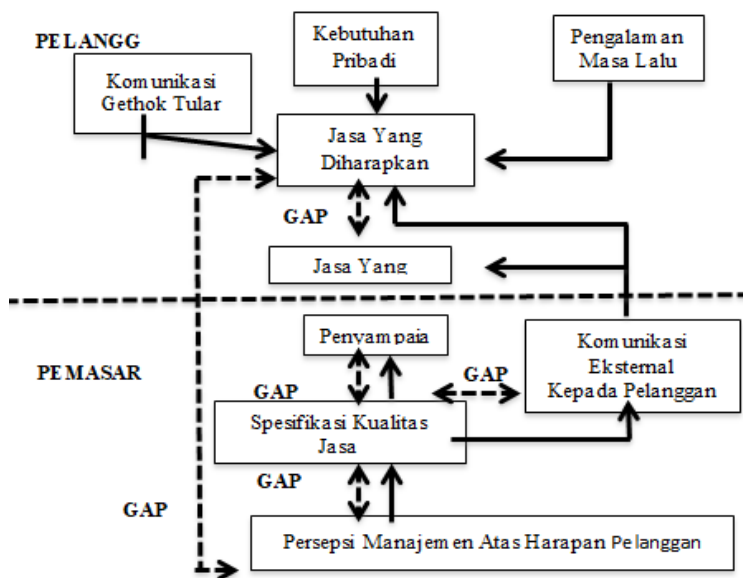 PELANGG
Komunikasi
Gethok Tular
Kebutuhan
Pribadi
Pengalaman
Masa Lalu
Jasa Yang
Diharapkan
GAP
Jasa Yang
PEMASAR
Penyampaia
Komunikasi
Eksternal
Kepada Pelanggan
GAP
GAP
Spesifikasi Kualitas
Jasa
GAP
GAP
Persepsi Manajemen Atas Harapan Pelanggan